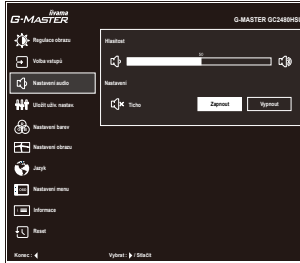 iiyama
G-MASTER
G-MASTER GC2480HSU
Regulace obrazu
Volba vstupů
Nastavení audio
Uložit uživ. nastav.
Nastavení barev
Nastavení obrazu
Jazyk
OSD
Nastavení menu
Informace
Reset
Hlasitost
50
Nastavení
Ticho
Zapnout
Vypnout
Konec :
Vybrat : / Stlačit